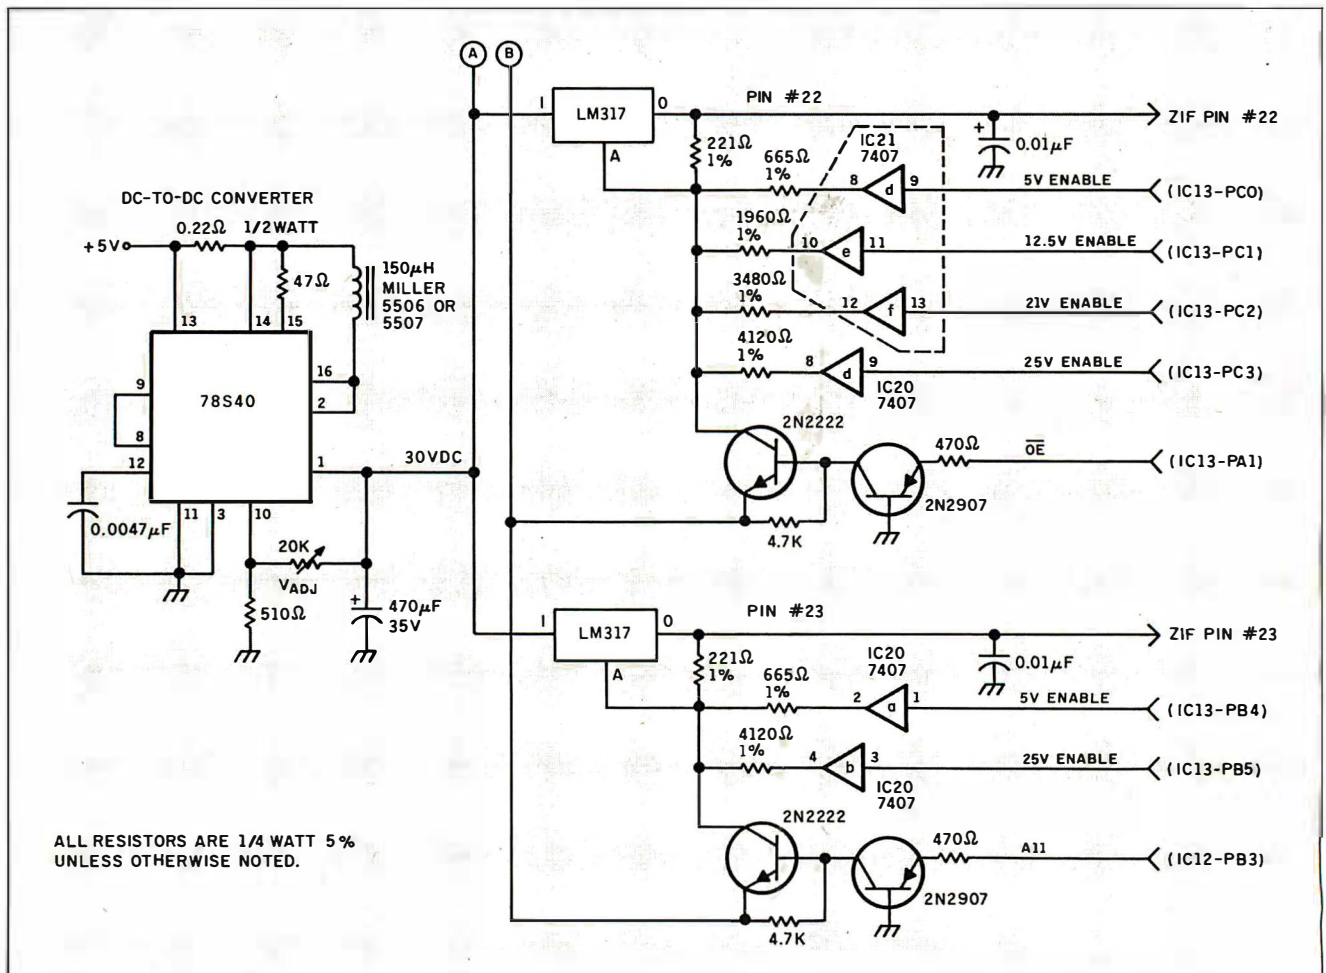 A
B
I
LM317
O
A
PIN #22
ZIF PIN #22
221Ω
1%
+
0.01µF
665Ω
1%
IC21
7407
8
d
9
5V ENABLE
(IC13-PC0)
1960Ω
1%
10
e
11
12.5V ENABLE
(IC13-PC1)
3480Ω
1%
12
f
13
21V ENABLE
(IC13-PC2)
4120Ω
1%
8
d
9
IC20
7407
25V ENABLE
(IC13-PC3)
2N2222
470Ω
OE
(IC13-PA1)
2N2907
4.7K
DC-TO-DC CONVERTER
0.22Ω
1/2 WATT
+5V
47Ω
150µH
MILLER
5506 OR
5507
13
14
15
9
78S40
16
2
8
12
1
30VDC
11
3
10
0.0047µF
20K
VADJ
510Ω
+
470µF
35V
I
LM317
O
A
PIN #23
ZIF PIN #23
221Ω
1%
+
0.01µF
665Ω
1%
IC20
7407
2
a
1
5V ENABLE
(IC13-PB4)
4120Ω
1%
4
b
3
IC20
7407
25V ENABLE
(IC13-PB5)
2N2222
470Ω
A11
(IC12-PB3)
2N2907
4.7K
ALL RESISTORS ARE 1/4 WATT 5%
UNLESS OTHERWISE NOTED.